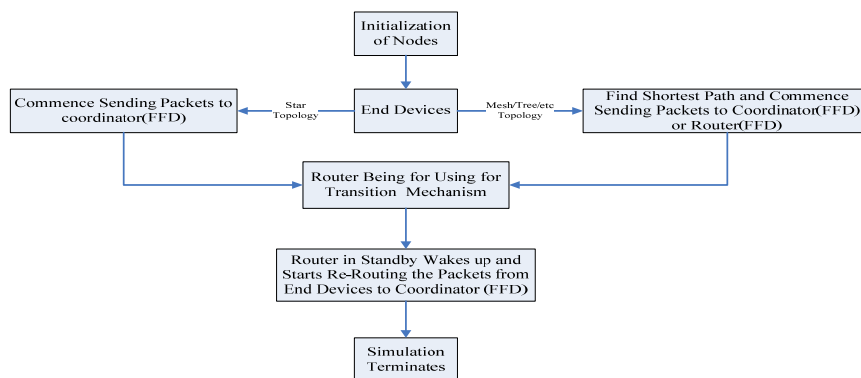 Initialization
of Nodes
Commence Sending Packets to
coordinator(FFD)
Star
Topology
End Devices
Mesh/Tree/etc
Topology
Find Shortest Path and Commence
Sending Packets to Coordinator(FFD)
or Router(FFD)
Router Being for Using for
Transition Mechanism
Router in Standby Wakes up and
Starts Re-Routing the Packets from
End Devices to Coordinator (FFD)
Simulation
Terminates